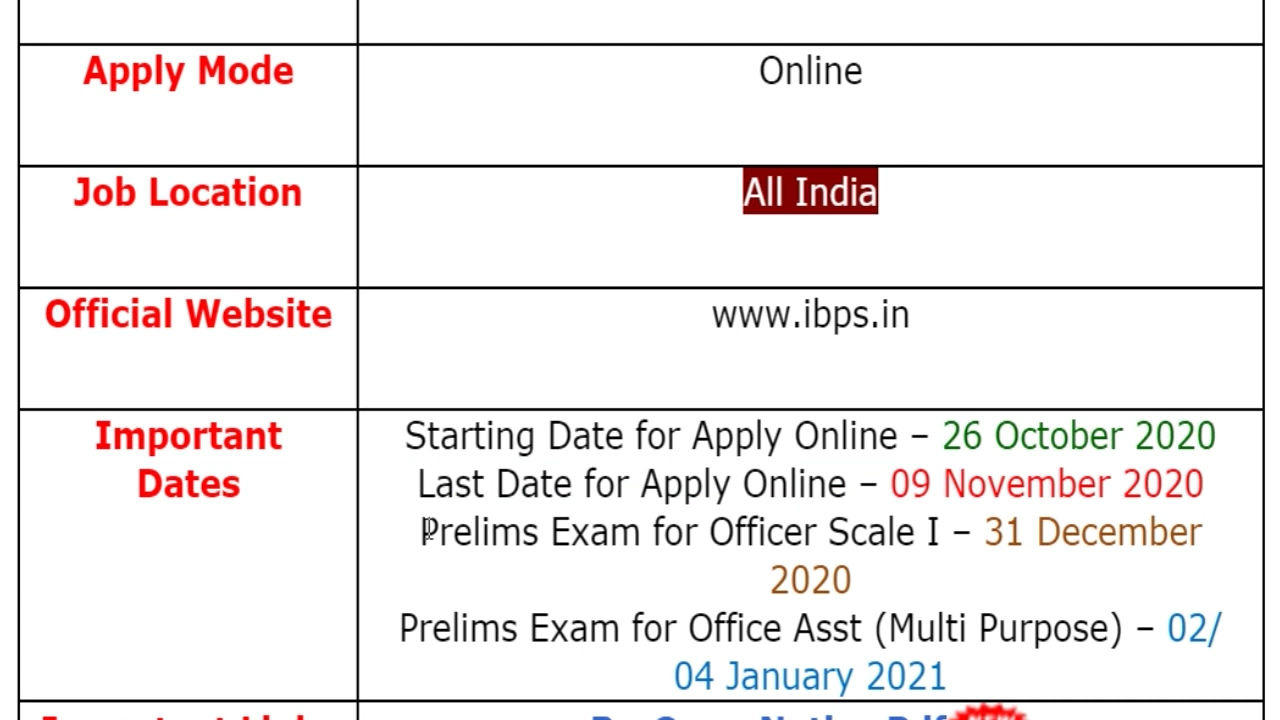 Apply Mode
Online
Job Location
All India
Official Website
www.ibps.in
Important
Dates
Starting Date for Apply Online – 26 October 2020
Last Date for Apply Online – 09 November 2020
Prelims Exam for Officer Scale I – 31 December
2020
Prelims Exam for Office Asst (Multi Purpose) – 02/
04 January 2021